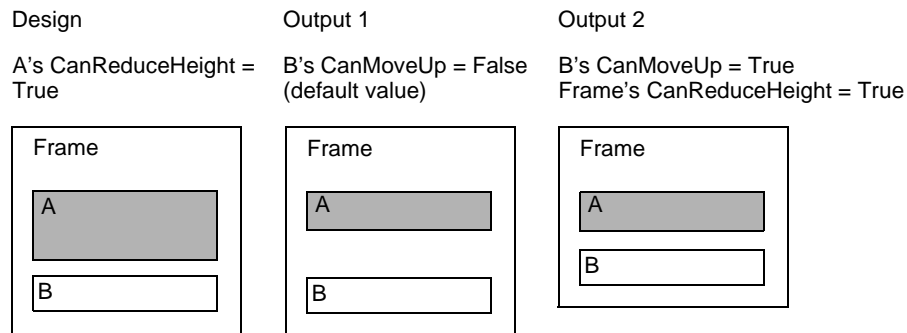 Design
A's CanReduceHeight =
True
Frame
A
B
Output 1
B's CanMoveUp = False
(default value)
Frame
A
B
Output 2
B's CanMoveUp = True
Frame's CanReduceHeight = True
Frame
A
B